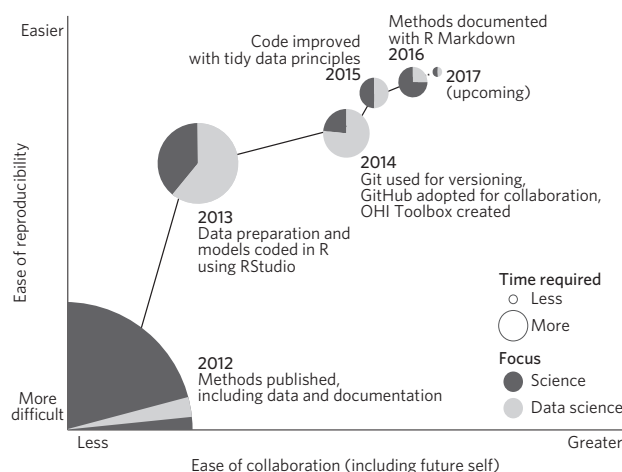 Easier
Methods documented
with R Markdown
2016
Code improved
with tidy data principles
2015
2017
(upcoming)
2014
Git used for versioning,
GitHub adopted for collaboration,
OHI Toolbox created
2013
Data preparation and
models coded in R
using RStudio
Ease of reproducibility
Time required
Less
More
2012
Methods published,
including data and documentation
Focus
Science
Data science
More
difficult
Less
Greater
Ease of collaboration (including future self)